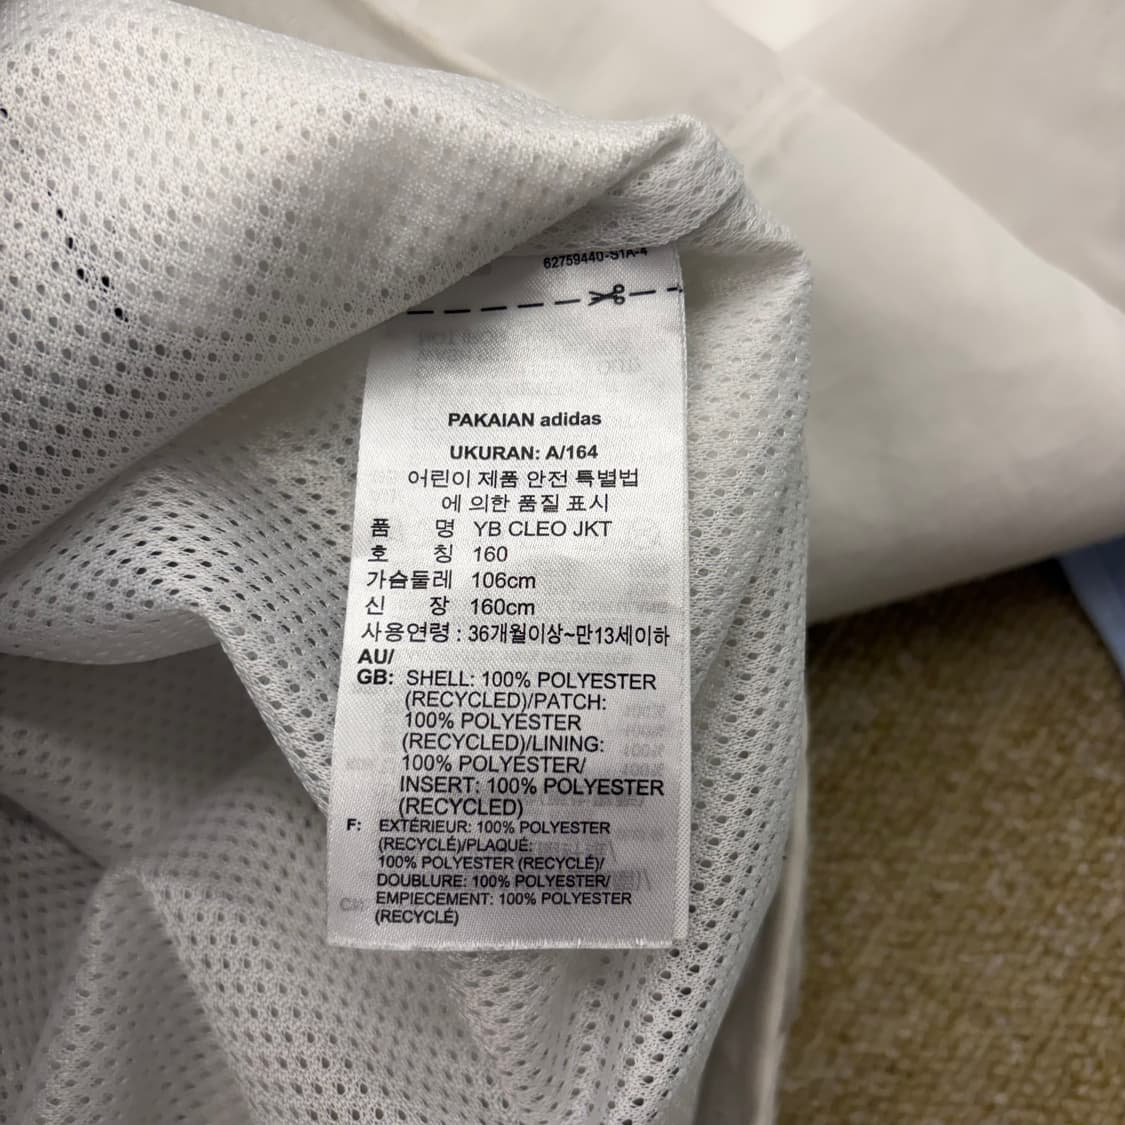 62759440-S1A-4
PAKAIAN adidas
UKURAN: A/164
어린이 제품 안전 특별법
에 의한 품질 표시
품 명 YB CLEO JKT
호 칭 160
가슴둘레 106cm
신 장 160cm
사용연령 : 36개월이상~만13세이하
AU/
GB: SHELL: 100% POLYESTER
(RECYCLED)/PATCH:
100% POLYESTER
(RECYCLED)/LINING:
100% POLYESTER/
INSERT: 100% POLYESTER
(RECYCLED)
F: EXTÉRIEUR: 100% POLYESTER
(RECYCLÉ)/PLAQUÉ:
100% POLYESTER (RECYCLÉ)/
DOUBLURE: 100% POLYESTER/
EMPIECEMENT: 100% POLYESTER
(RECYCLÉ)